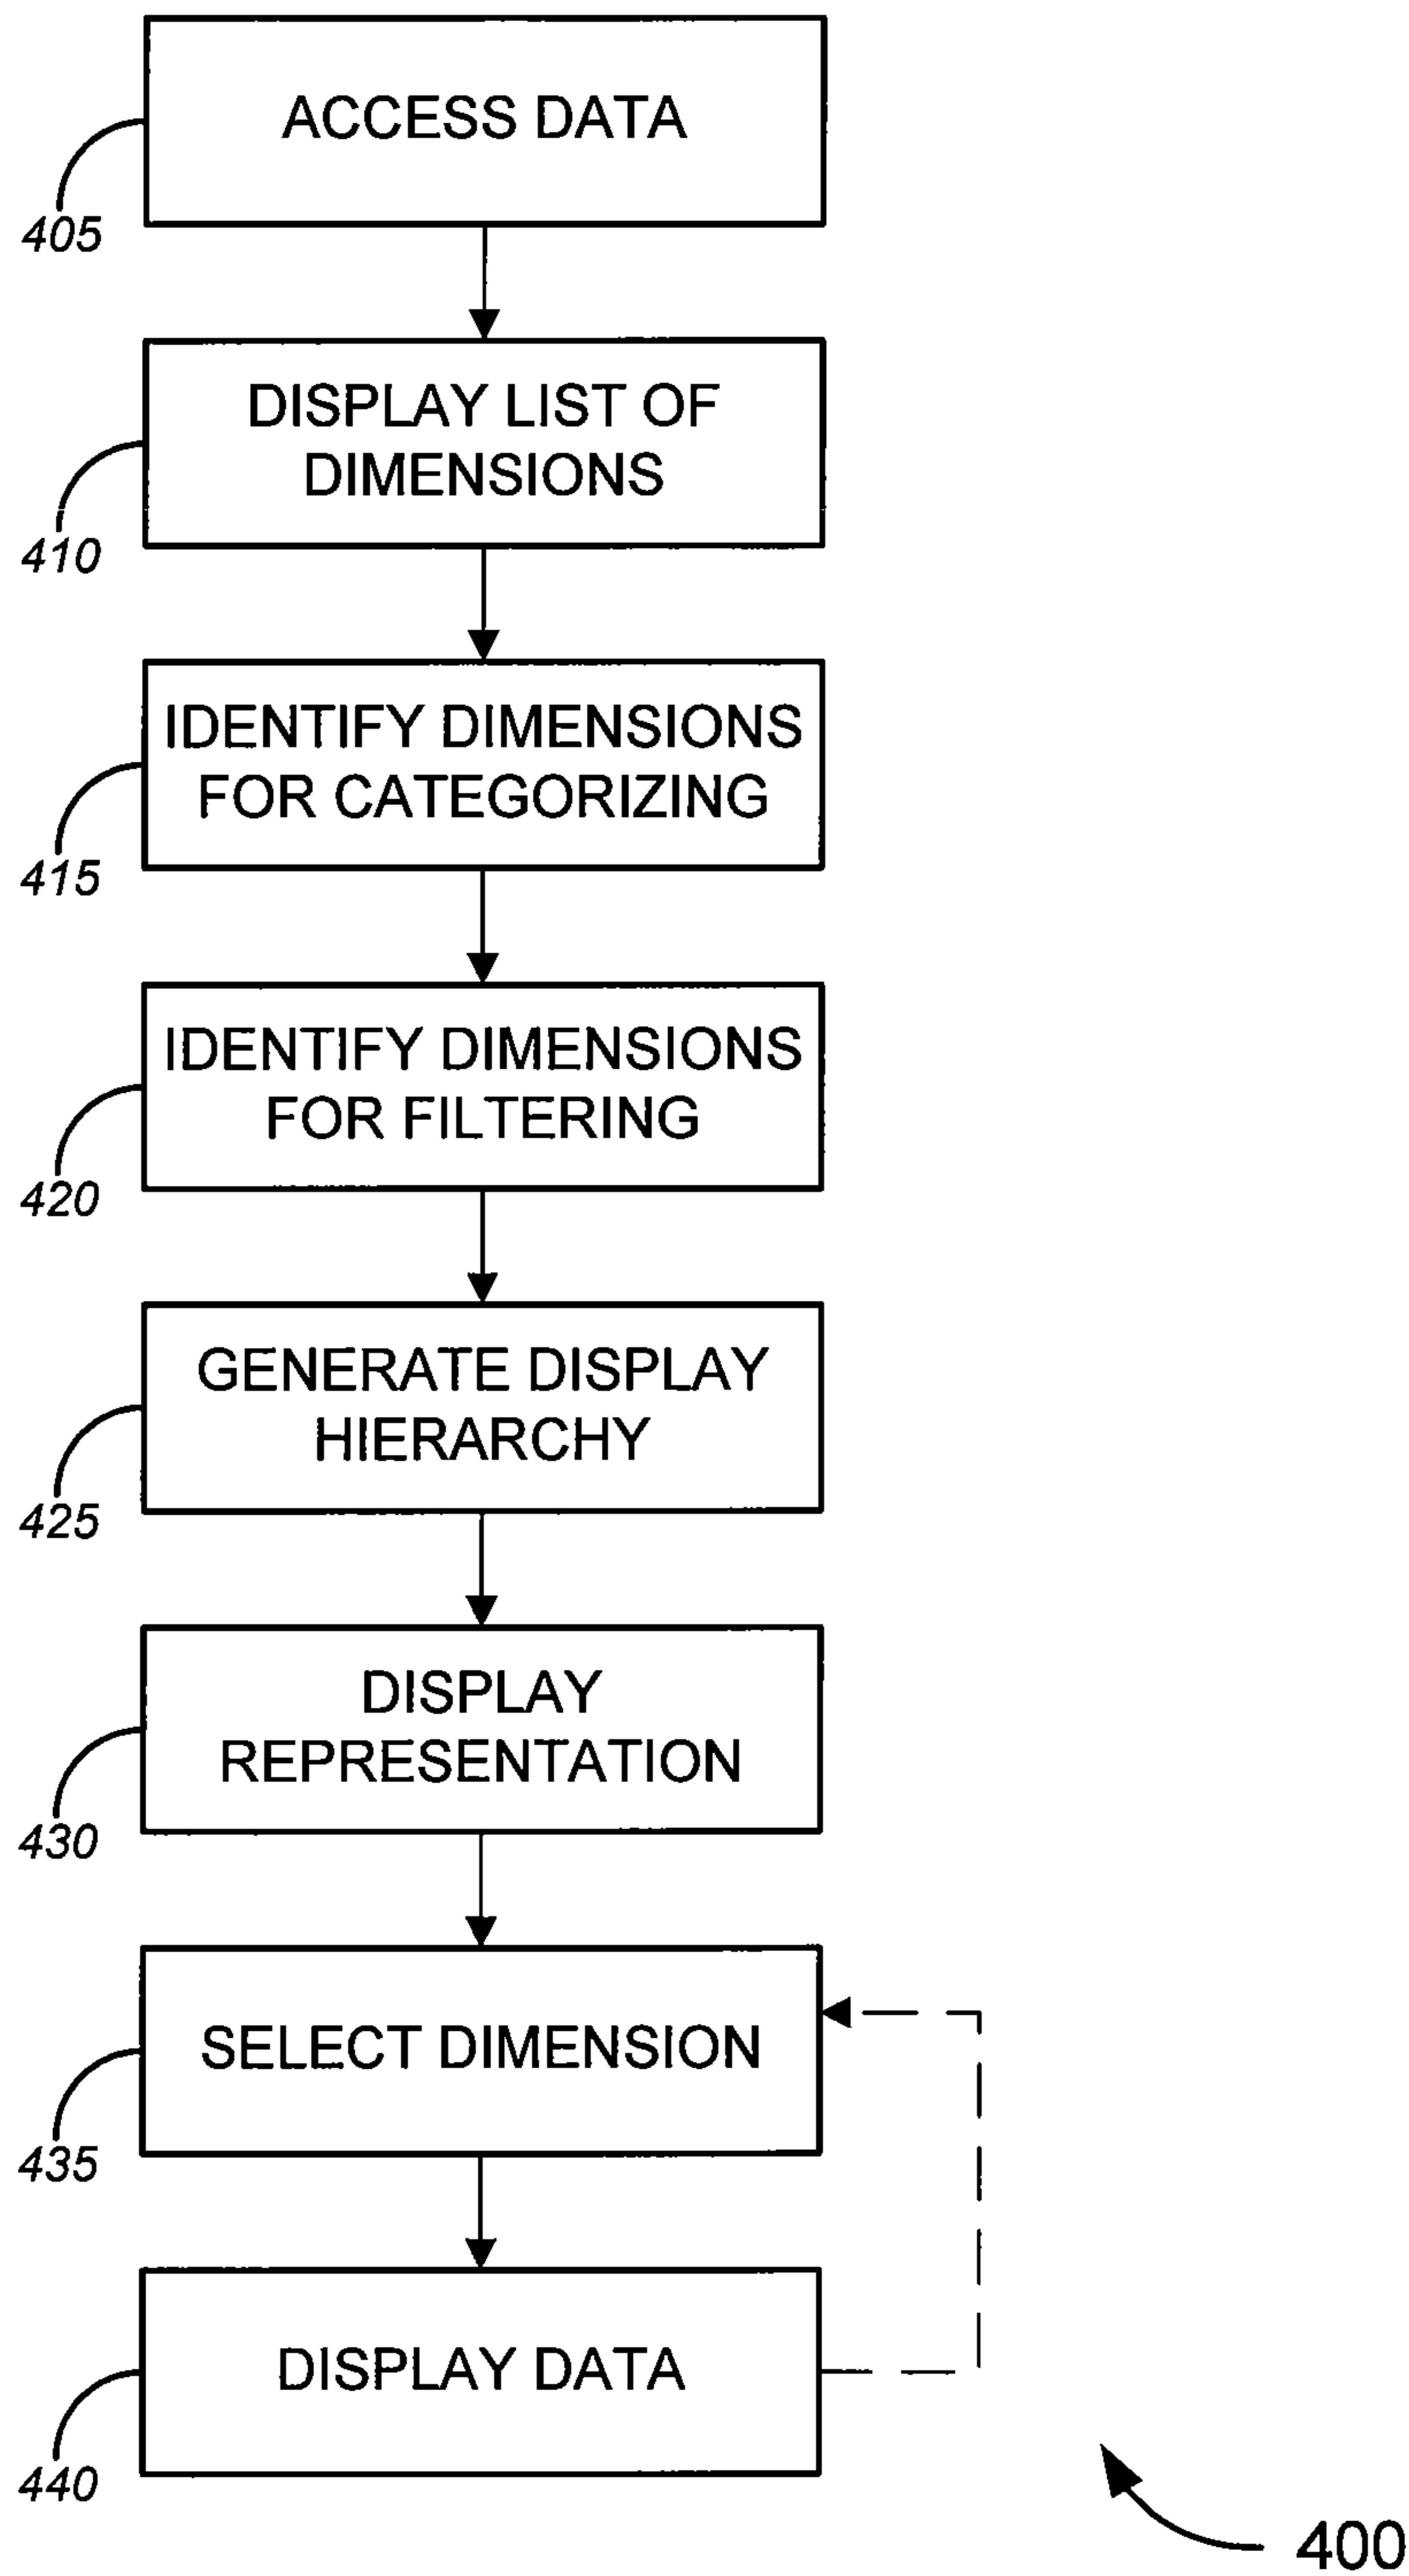 ACCESS DATA
405
DISPLAY LIST OF
DIMENSIONS
410
IDENTIFY DIMENSIONS
FOR CATEGORIZING
415
IDENTIFY DIMENSIONS
FOR FILTERING
420
GENERATE DISPLAY
HIERARCHY
425
DISPLAY
REPRESENTATION
430
SELECT DIMENSION
435
DISPLAY DATA
440
400